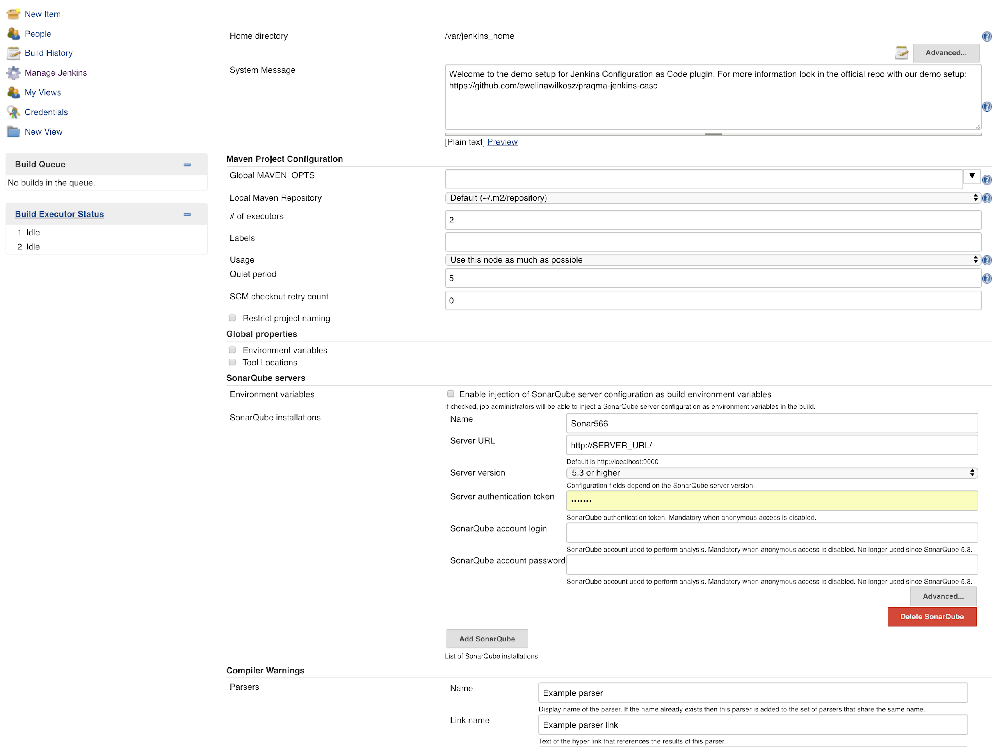 New Item
People
Build History
Manage Jenkins
My Views
Credentials
New View
Build Queue
No builds in the queue.
Build Executor Status
1 Idle
2 Idle
Home directory
/var/jenkins_home
Advanced...
System Message
Welcome to the demo setup for Jenkins Configuration as Code plugin. For more information look in the official repo with our demo setup:
https://github.com/ewelinawilkosz/praqma-jenkins-casc
[Plain text] Preview
Maven Project Configuration
Global MAVEN_OPTS
Local Maven Repository
Default (~/.m2/repository)
# of executors
2
Labels
Usage
Use this node as much as possible
Quiet period
5
SCM checkout retry count
0
Restrict project naming
Global properties
Environment variables
Tool Locations
SonarQube servers
Environment variables
Enable injection of SonarQube server configuration as build environment variables
If checked, job administrators will be able to inject a SonarQube server configuration as environment variables in the build.
SonarQube installations
Name
Sonar566
Server URL
http://SERVER_URL/
Default is http://localhost:9000
Server version
5.3 or higher
Configuration fields depend on the SonarQube server version.
Server authentication token
•••••••
SonarQube authentication token. Mandatory when anonymous access is disabled.
SonarQube account login
SonarQube account used to perform analysis. Mandatory when anonymous access is disabled. No longer used since SonarQube 5.3.
SonarQube account password
SonarQube account used to perform analysis. Mandatory when anonymous access is disabled. No longer used since SonarQube 5.3.
Advanced...
Delete SonarQube
Add SonarQube
List of SonarQube installations
Compiler Warnings
Parsers
Name
Example parser
Display name of the parser. If the name already exists then this parser is added to the set of parsers that share the same name.
Link name
Example parser link
Text of the hyper link that references the results of this parser.